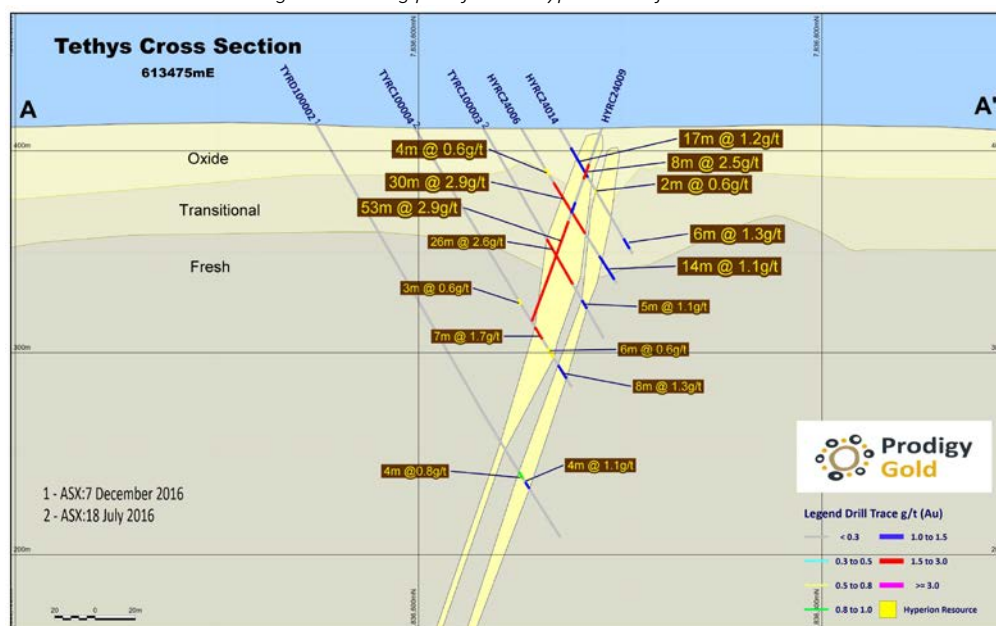 Tethys Cross Section
613475mE
A
A'
TYRD100002 1
TYRC100004 2
TYRC100003 2
HYRC24006
HYRC24014
HYRC24009
7,836,600mN
7,836,800mN
400m
Oxide
Transitional
Fresh
4m @ 0.6g/t
30m @ 2.9g/t
53m @ 2.9g/t
26m @ 2.6g/t
3m @ 0.6g/t
7m @ 1.7g/t
17m @ 1.2g/t
8m @ 2.5g/t
2m @ 0.6g/t
6m @ 1.3g/t
14m @ 1.1g/t
5m @ 1.1g/t
300m
6m @ 0.6g/t
8m @ 1.3g/t
4m @0.8g/t
4m @ 1.1g/t
1 - ASX:7 December 2016
2 - ASX:18 July 2016
200m
20 0 20m
Prodigy
Gold
Legend Drill Trace g/t (Au)
< 0.3
1.0 to 1.5
0.3 to 0.5
1.5 to 3.0
0.5 to 0.8
>= 3.0
0.8 to 1.0
Hyperion Resource